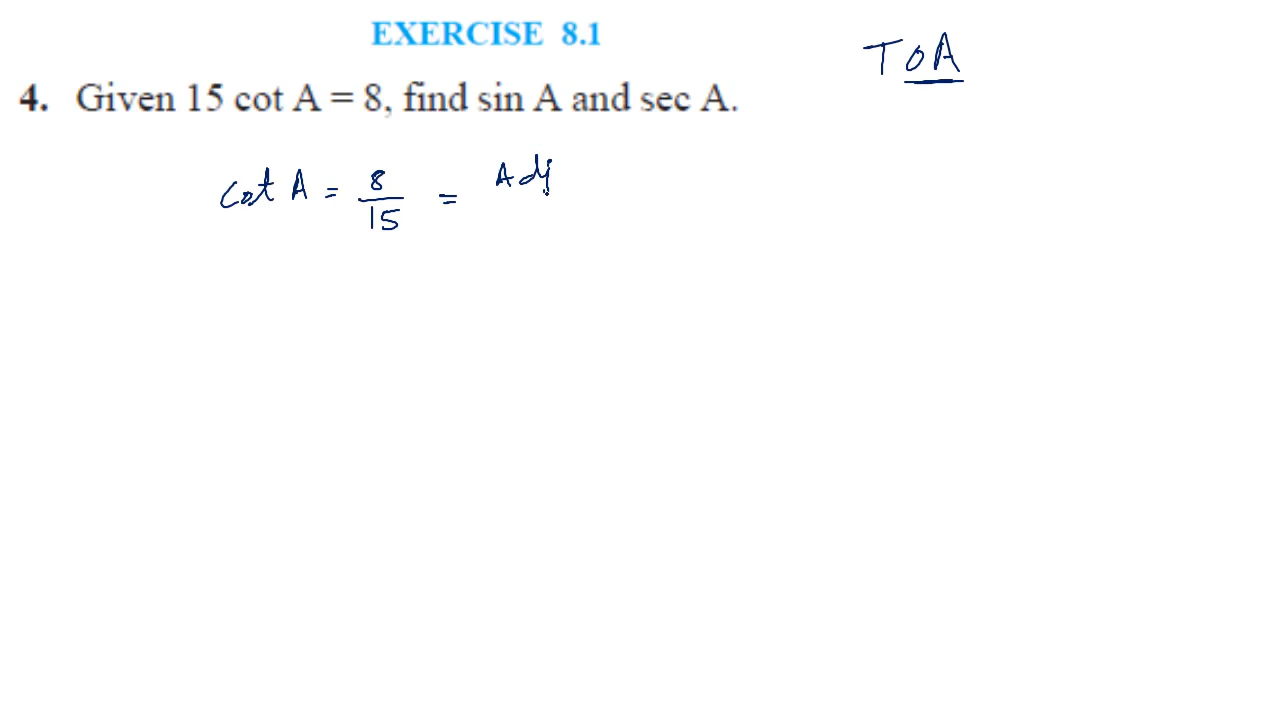 EXERCISE 8.1
TOA
4. Given 15 cot A = 8, find sin A and sec A.
Cot A = 8/15 = Adj